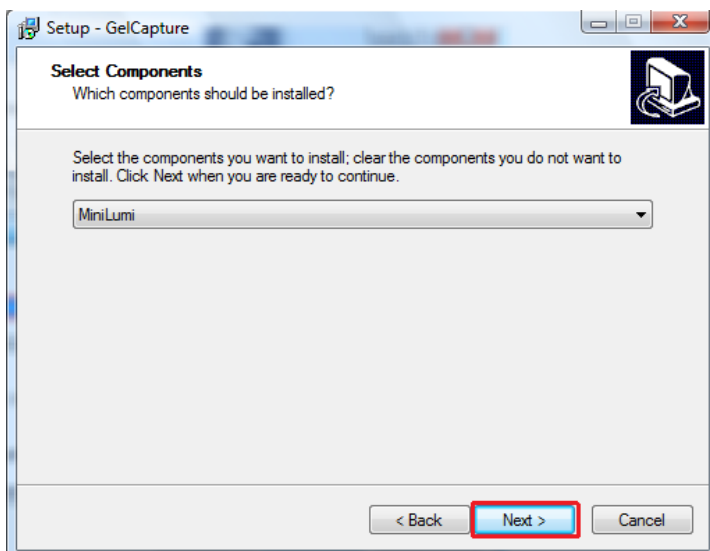 Setup - GelCapture
Select Components
Which components should be installed?
Select the components you want to install; clear the components you do not want to
install. Click Next when you are ready to continue.
MiniLumi
< Back
Next >
Cancel